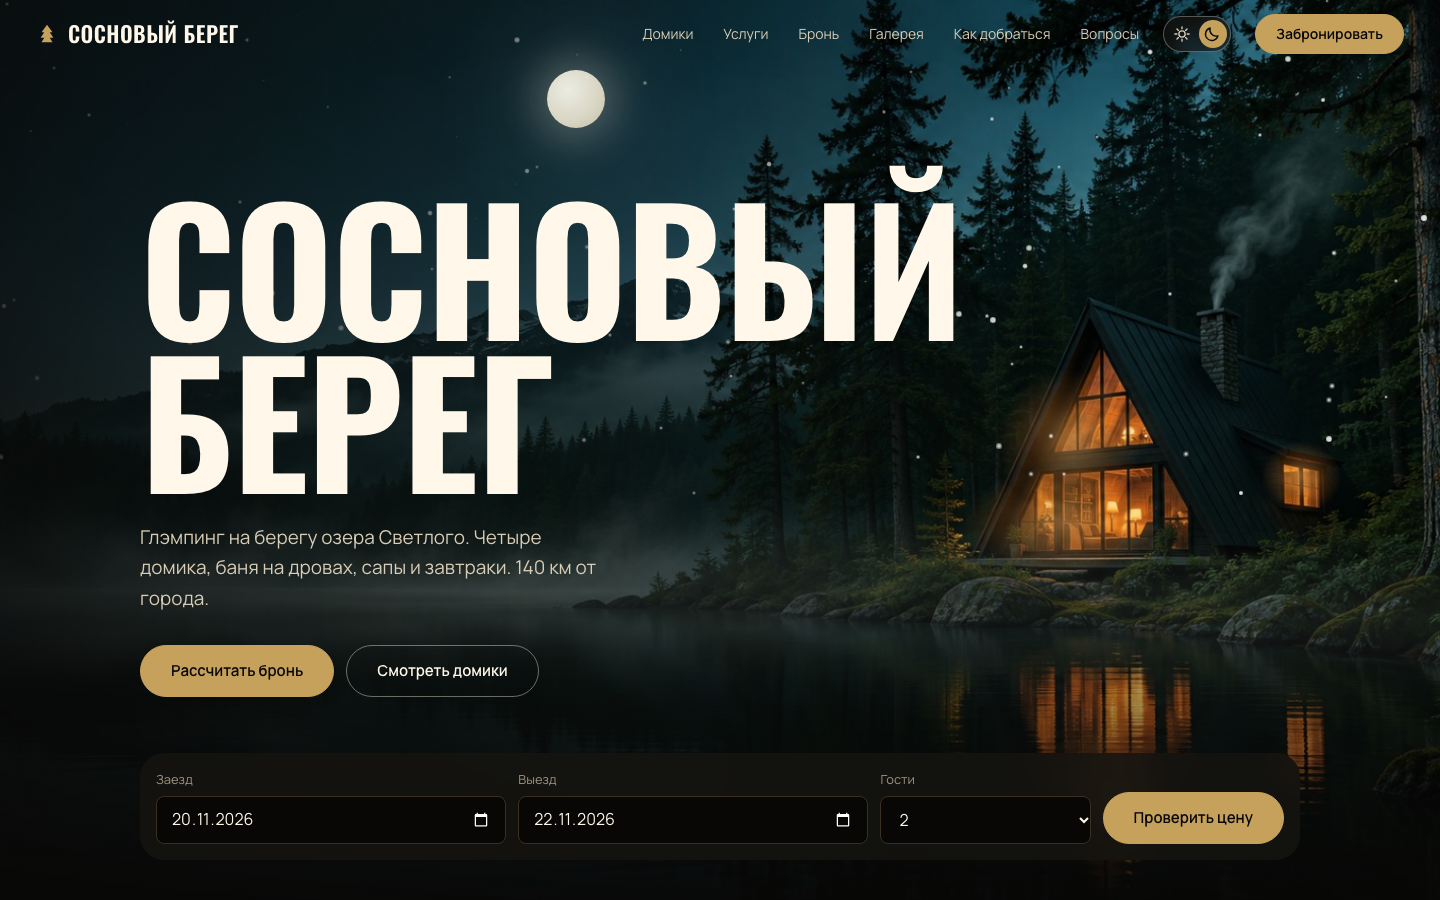 СОСНОВЫЙ БЕРЕГ
Домики
Услуги
Бронь
Галерея
Как добраться
Вопросы
Забронировать
СОСНОВЫЙ
БЕРЕГ
Глэмпинг на берегу озера Светлого. Четыре
домика, баня на дровах, сапы и завтраки. 140 км от
города.
Рассчитать бронь
Смотреть домики
Заезд
Выезд
Гости
20.11.2026
22.11.2026
2
Проверить цену